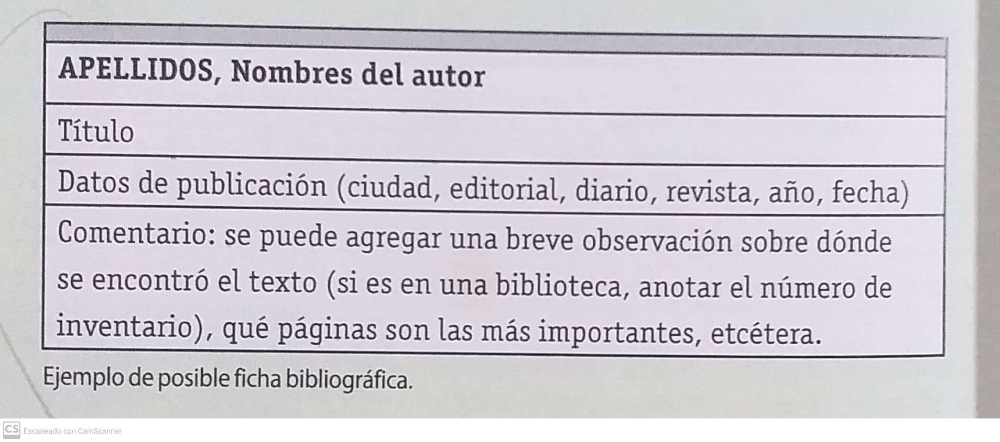 APELLIDOS, Nombres del autor
Título
Datos de publicación (ciudad, editorial, diario, revista, año, fecha)
Comentario: se puede agregar una breve observación sobre dónde
se encontró el texto (si es en una biblioteca, anotar el número de
inventario), qué páginas son las más importantes, etcétera.
Ejemplo de posible ficha bibliográfica.
CS Escaneado con CamScanner